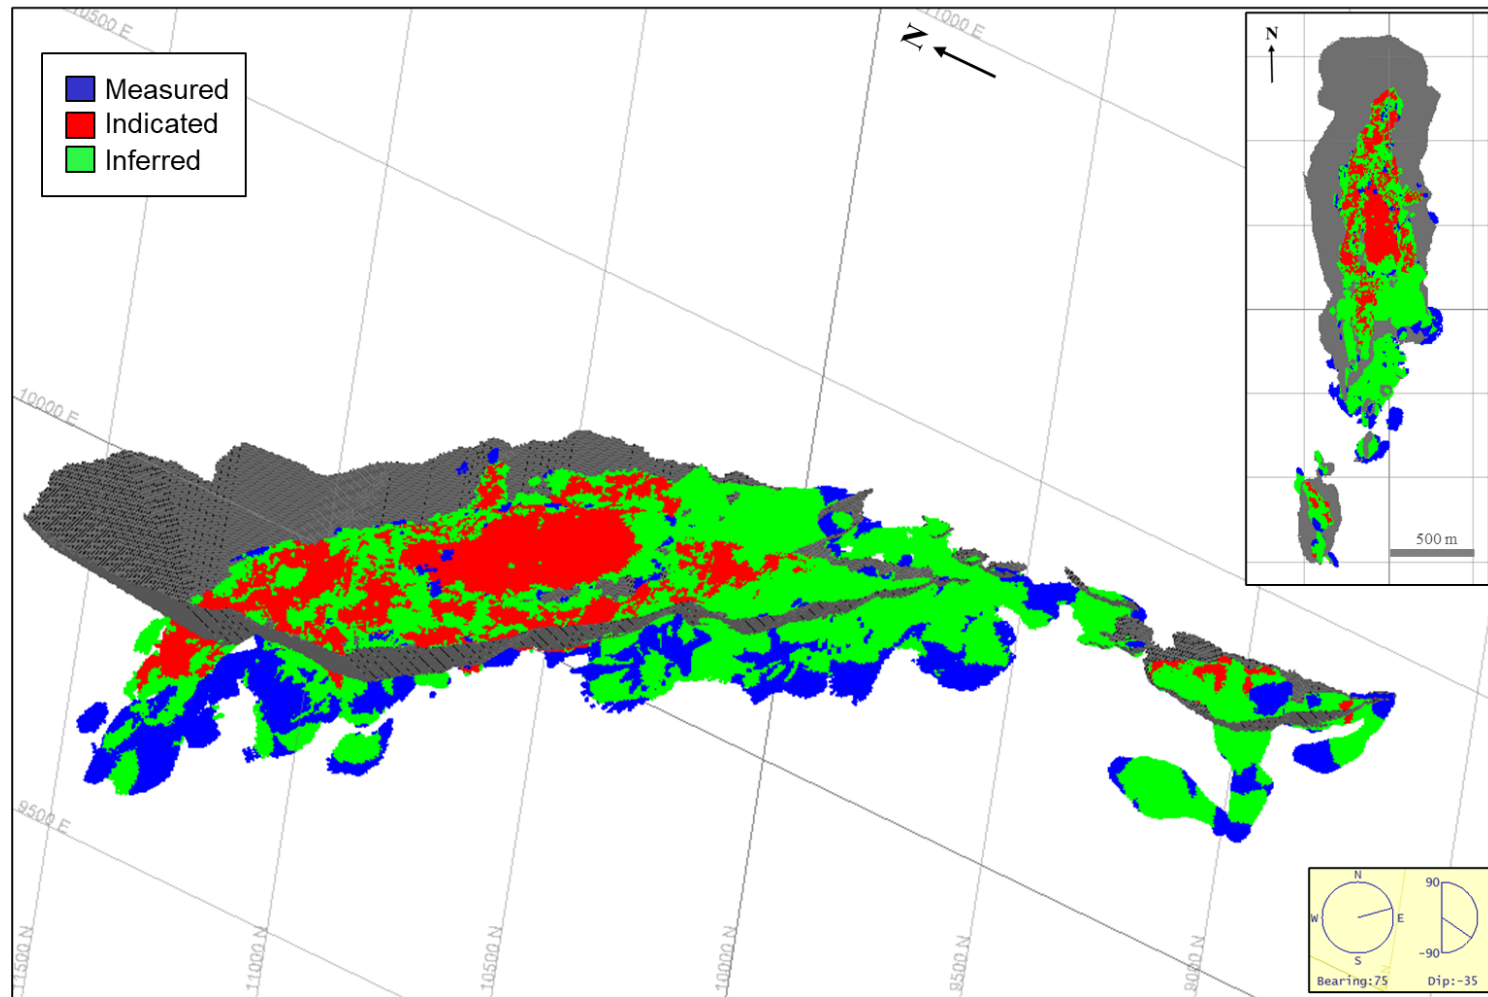 10500 E
11000 E
N
N
Measured
Indicated
Inferred
500 m
10000 E
9500 E
11500 N
11000 N
10500 N
10000 N
9500 N
9000 N
N
W
E
S
90
-90
Bearing:75
Dip:-35